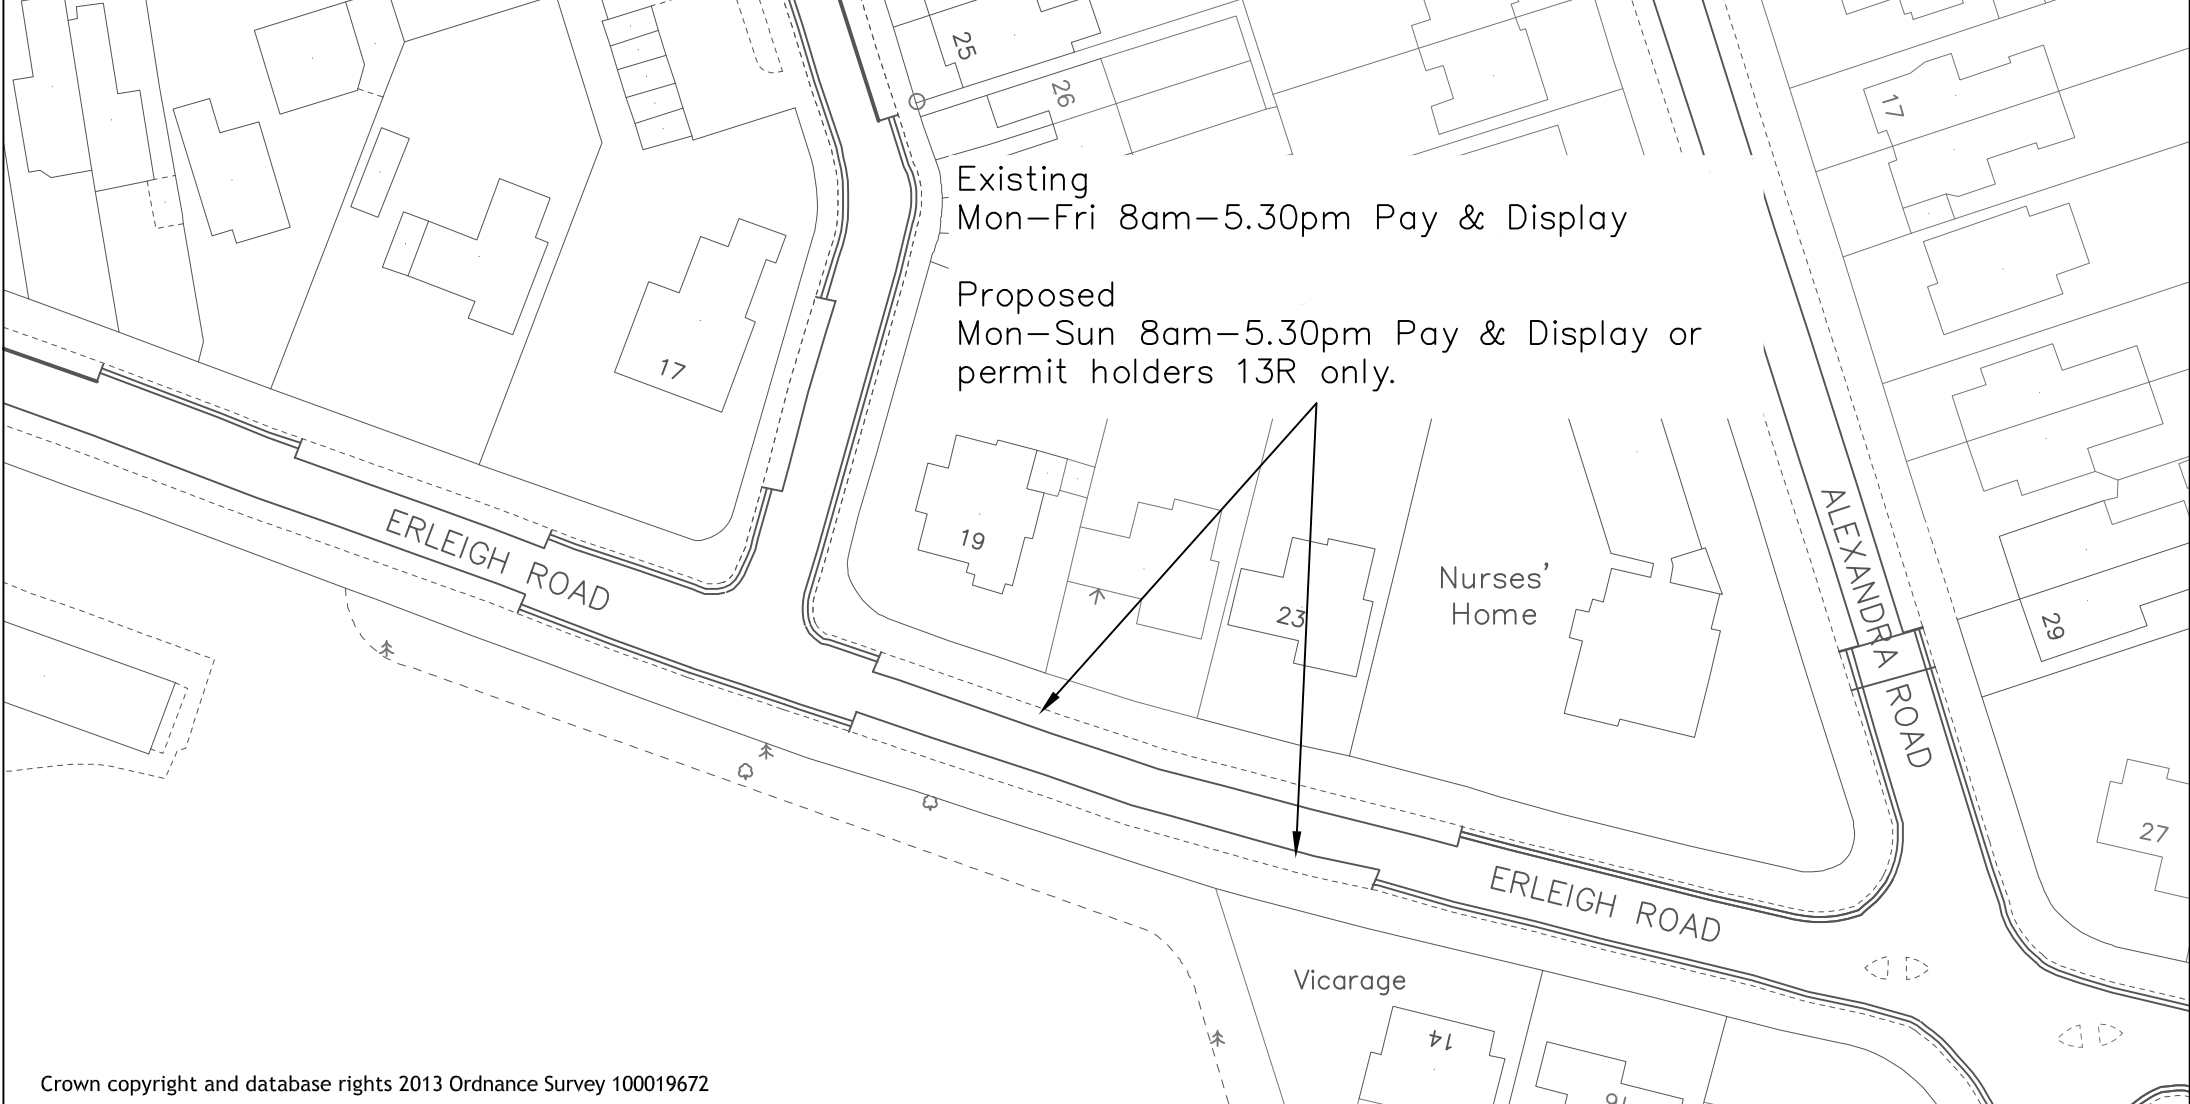 25
26
17
Existing
Mon-Fri 8am-5.30pm Pay & Display
Proposed
Mon-Sun 8am-5.30pm Pay & Display or
permit holders 13R only.
17
ERLEIGH ROAD
19
23
Nurses'
Home
ALEXANDRA ROAD
29
27
ERLEIGH ROAD
Vicarage
14
Crown copyright and database rights 2013 Ordnance Survey 100019672